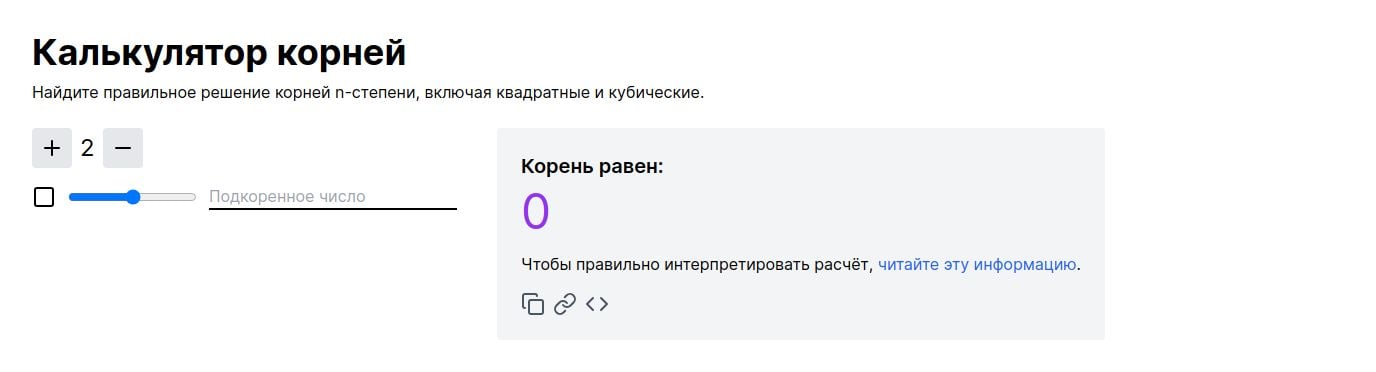 Калькулятор корней
Найдите правильное решение корней n-степени, включая квадратные и кубические.
+ 2 −
Подкоренное число
Корень равен:
0
Чтобы правильно интерпретировать расчёт, читайте эту информацию.